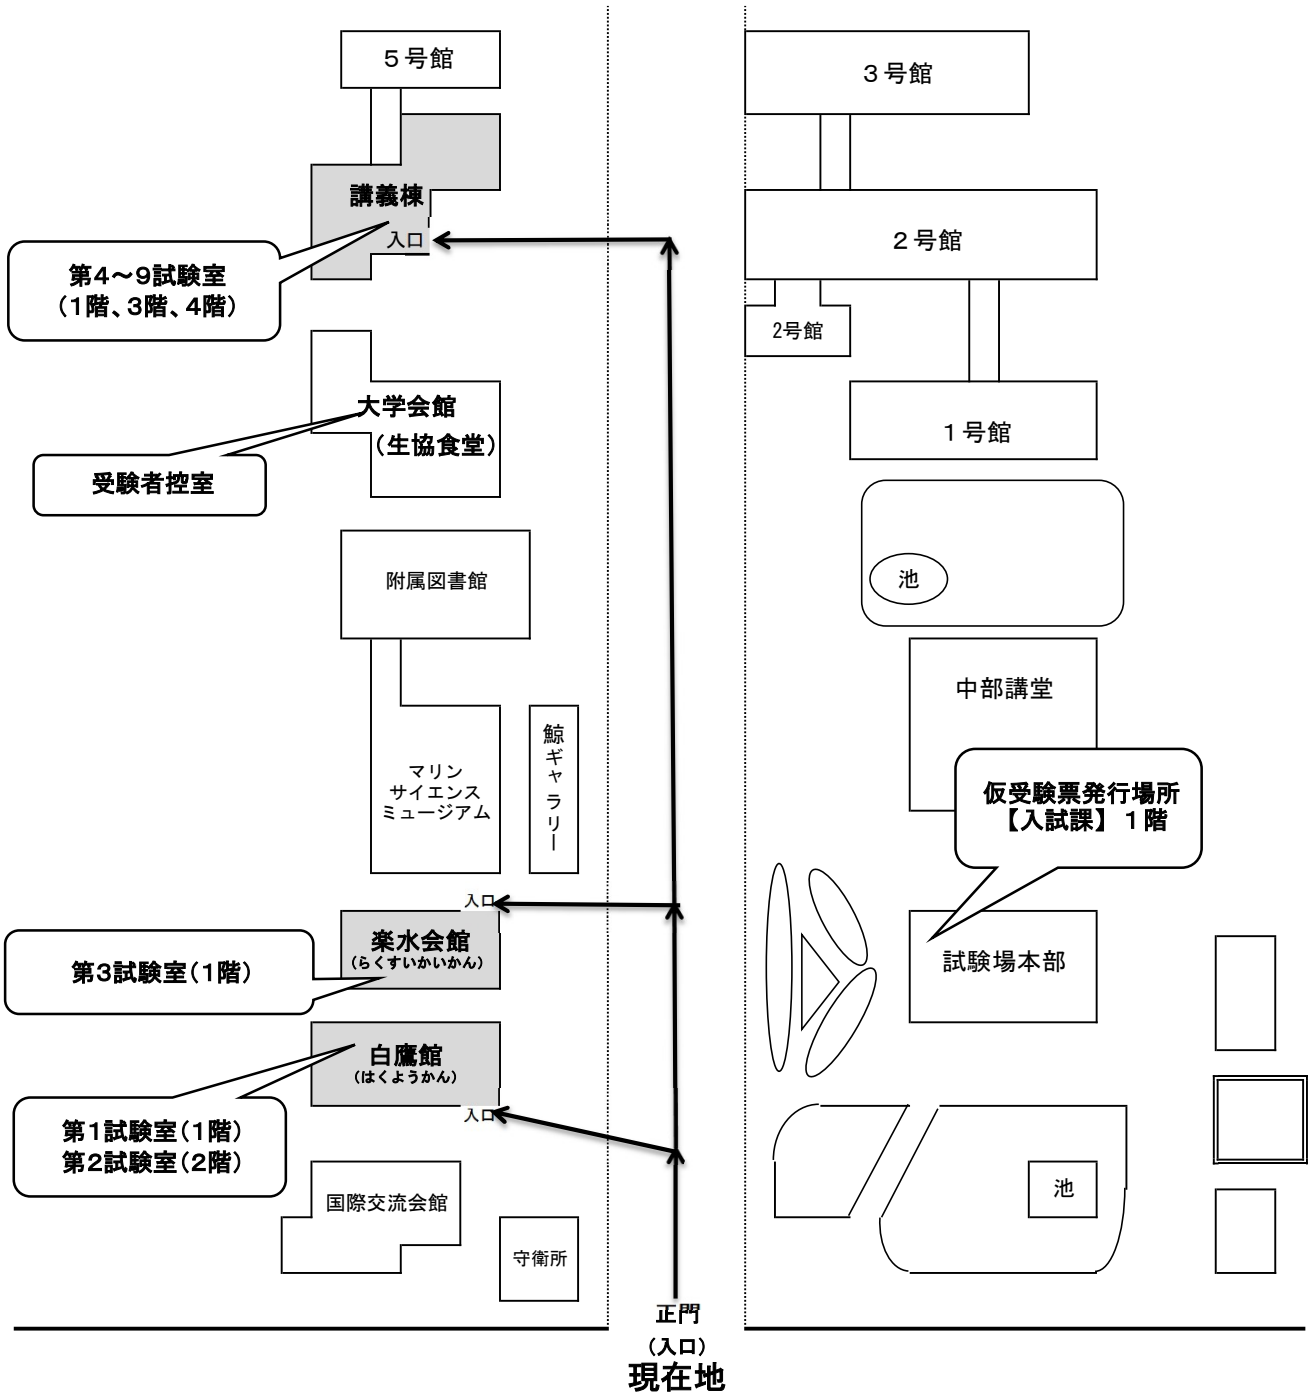 ５号館
３号館
講義棟
入口
２号館
第４～９試験室
（１階、３階、４階）
2号館
大学会館
（生協食堂）
１号館
受験者控室
附属図書館
池
中部講堂
鯨ギャラリー
マリン
サイエンス
ミュージアム
仮受験票発行場所
【入試課】１階
入口
楽水会館
（らくすいかいかん）
第３試験室（１階）
試験場本部
白鷹館
（はくようかん）
入口
第１試験室（１階）
第２試験室（２階）
国際交流会館
池
守衛所
正門
（入口）
現在地